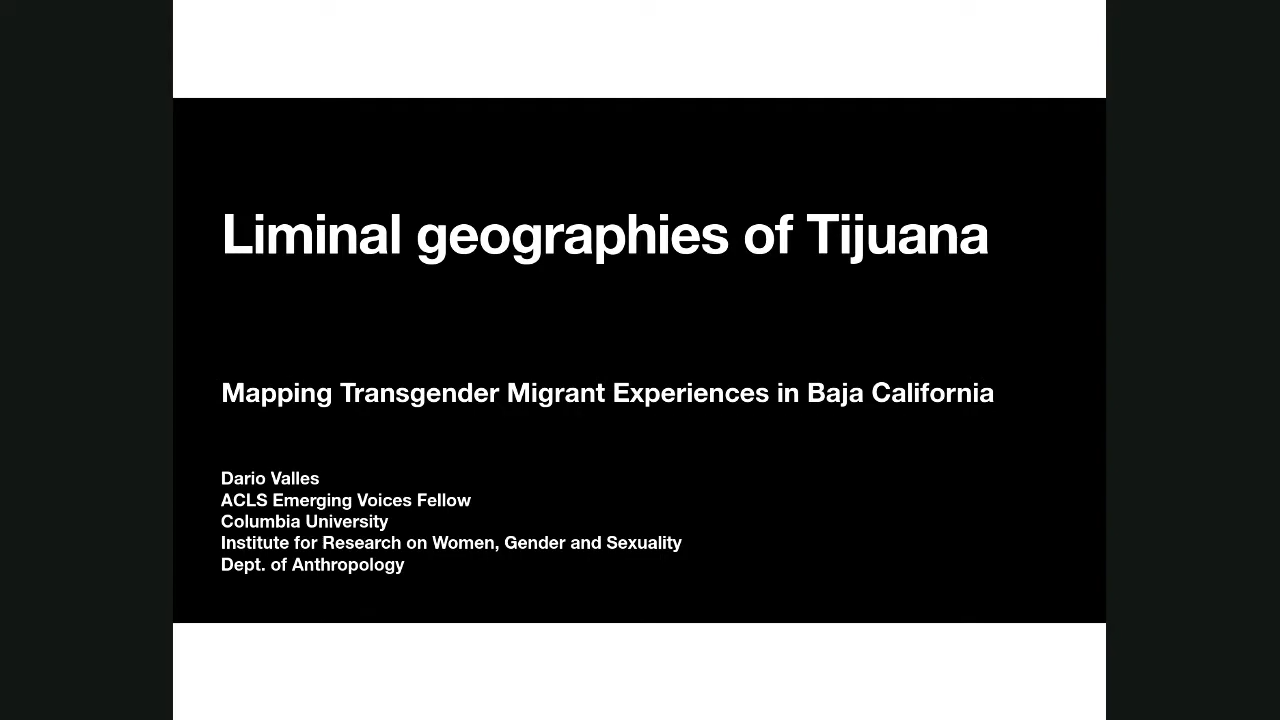 Liminal geographies of Tijuana
Mapping Transgender Migrant Experiences in Baja California
Dario Valles
ACLS Emerging Voices Fellow
Columbia University
Institute for Research on Women, Gender and Sexuality
Dept. of Anthropology